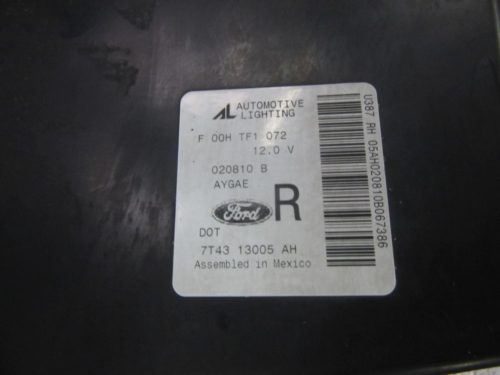 AL AUTOMOTIVE
LIGHTING
F 00H TF1 072
12.0 V
020810 B
AYGAE
Ford R
DOT
7T43 13005 AH
Assembled in Mexico
U387 RH 05AH020810B067386